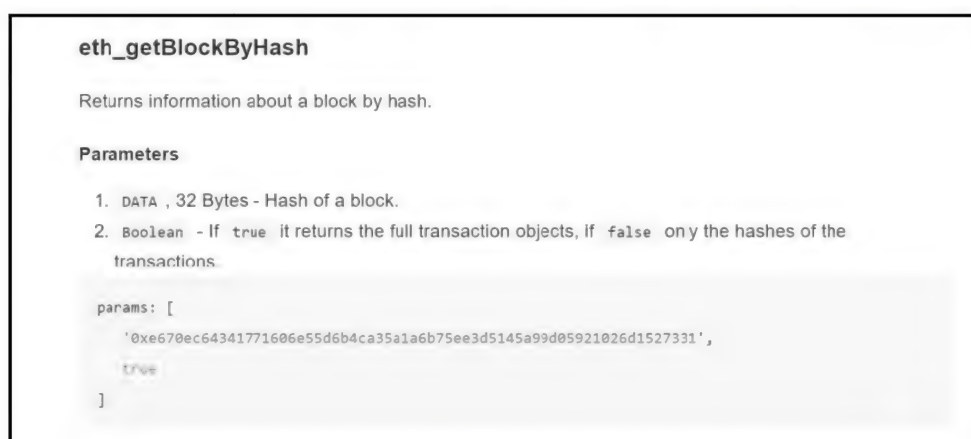 eth_getBlockByHash
Returns information about a block by hash.
Parameters
1. DATA , 32 Bytes - Hash of a block.
2. Boolean - If true it returns the full transaction objects, if false on y the hashes of the
transactions.
params: [
'0xe670ec64341771606e55d6b4ca35a1a6b75ee3d5145a99d05921026d1527331',
true
]